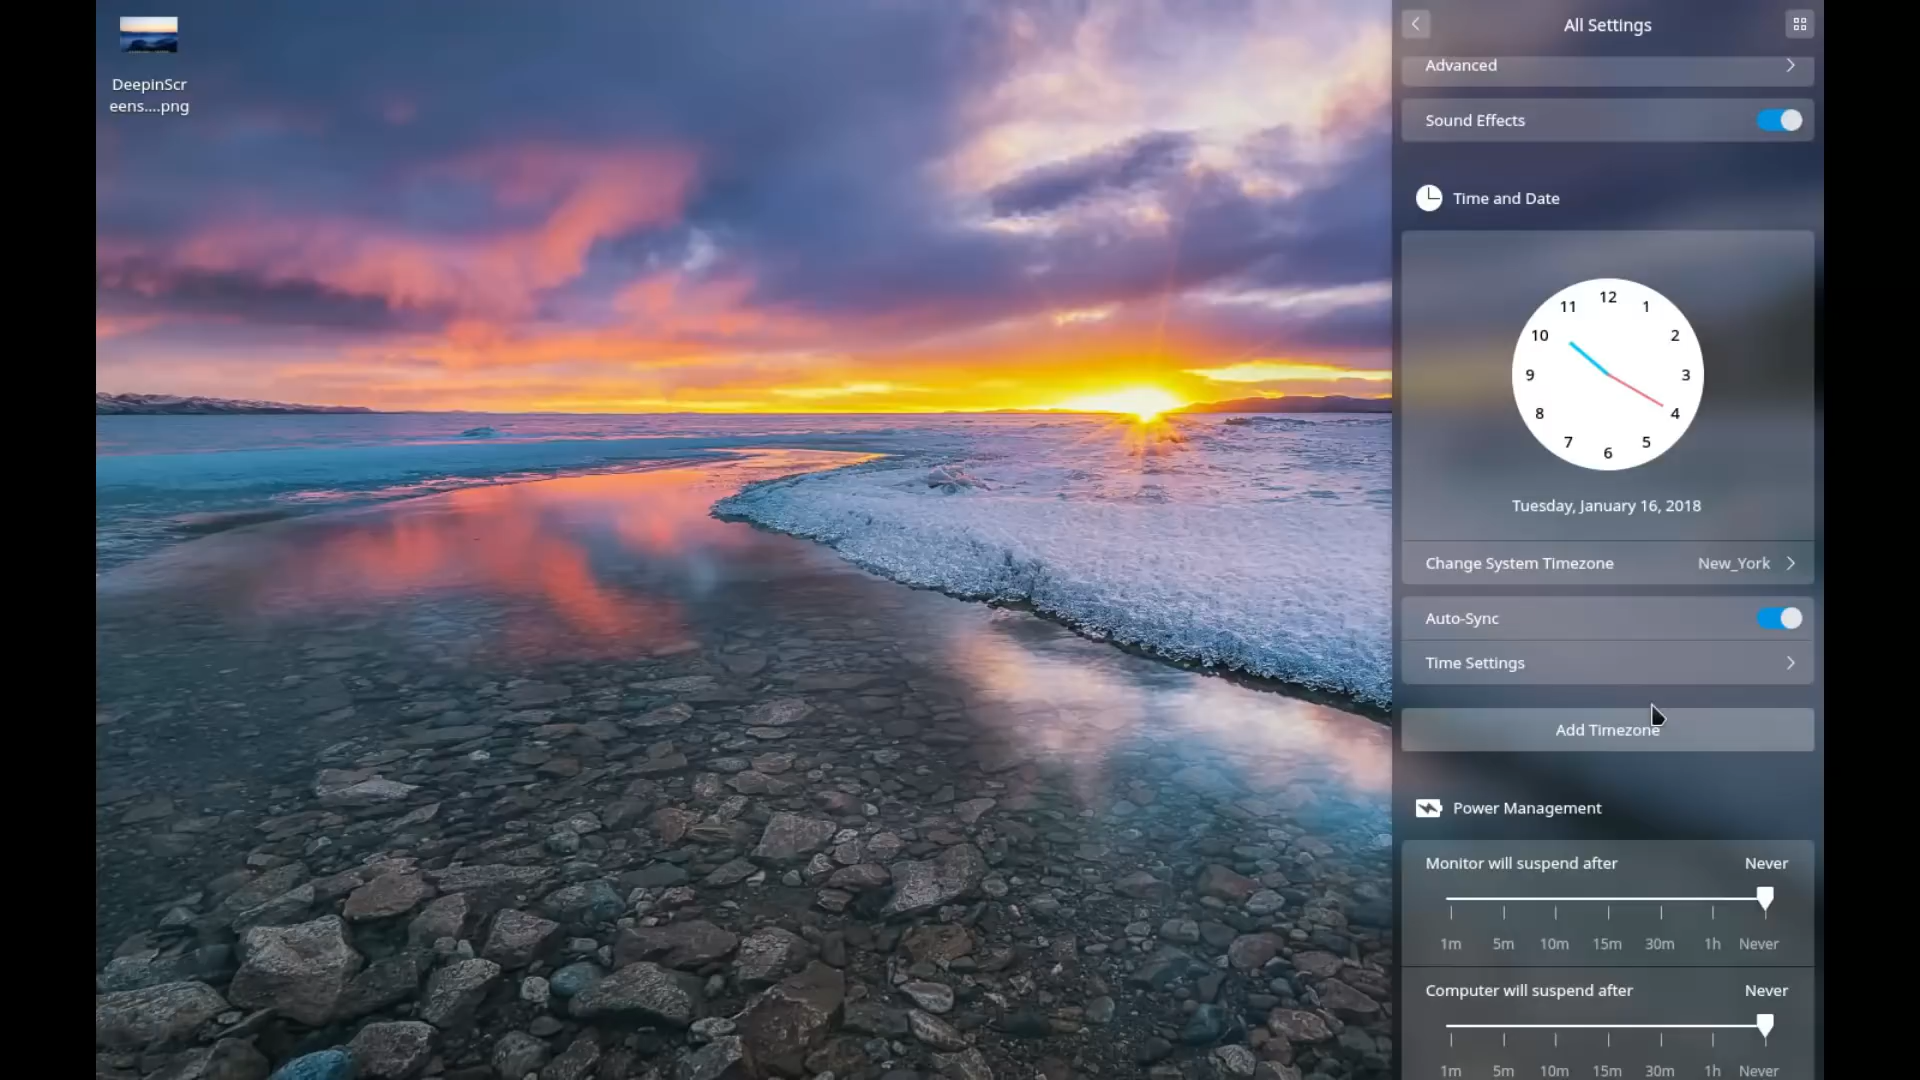 DeepinScr
eens....png
All Settings
Advanced
Sound Effects
Time and Date
12
11
1
10
2
9
3
8
4
7
5
6
Tuesday, January 16, 2018
Change System Timezone New_York
Auto-Sync
Time Settings
Add Timezone
Power Management
Monitor will suspend after Never
1m 5m 10m 15m 30m 1h Never
Computer will suspend after Never
1m 5m 10m 15m 30m 1h Never